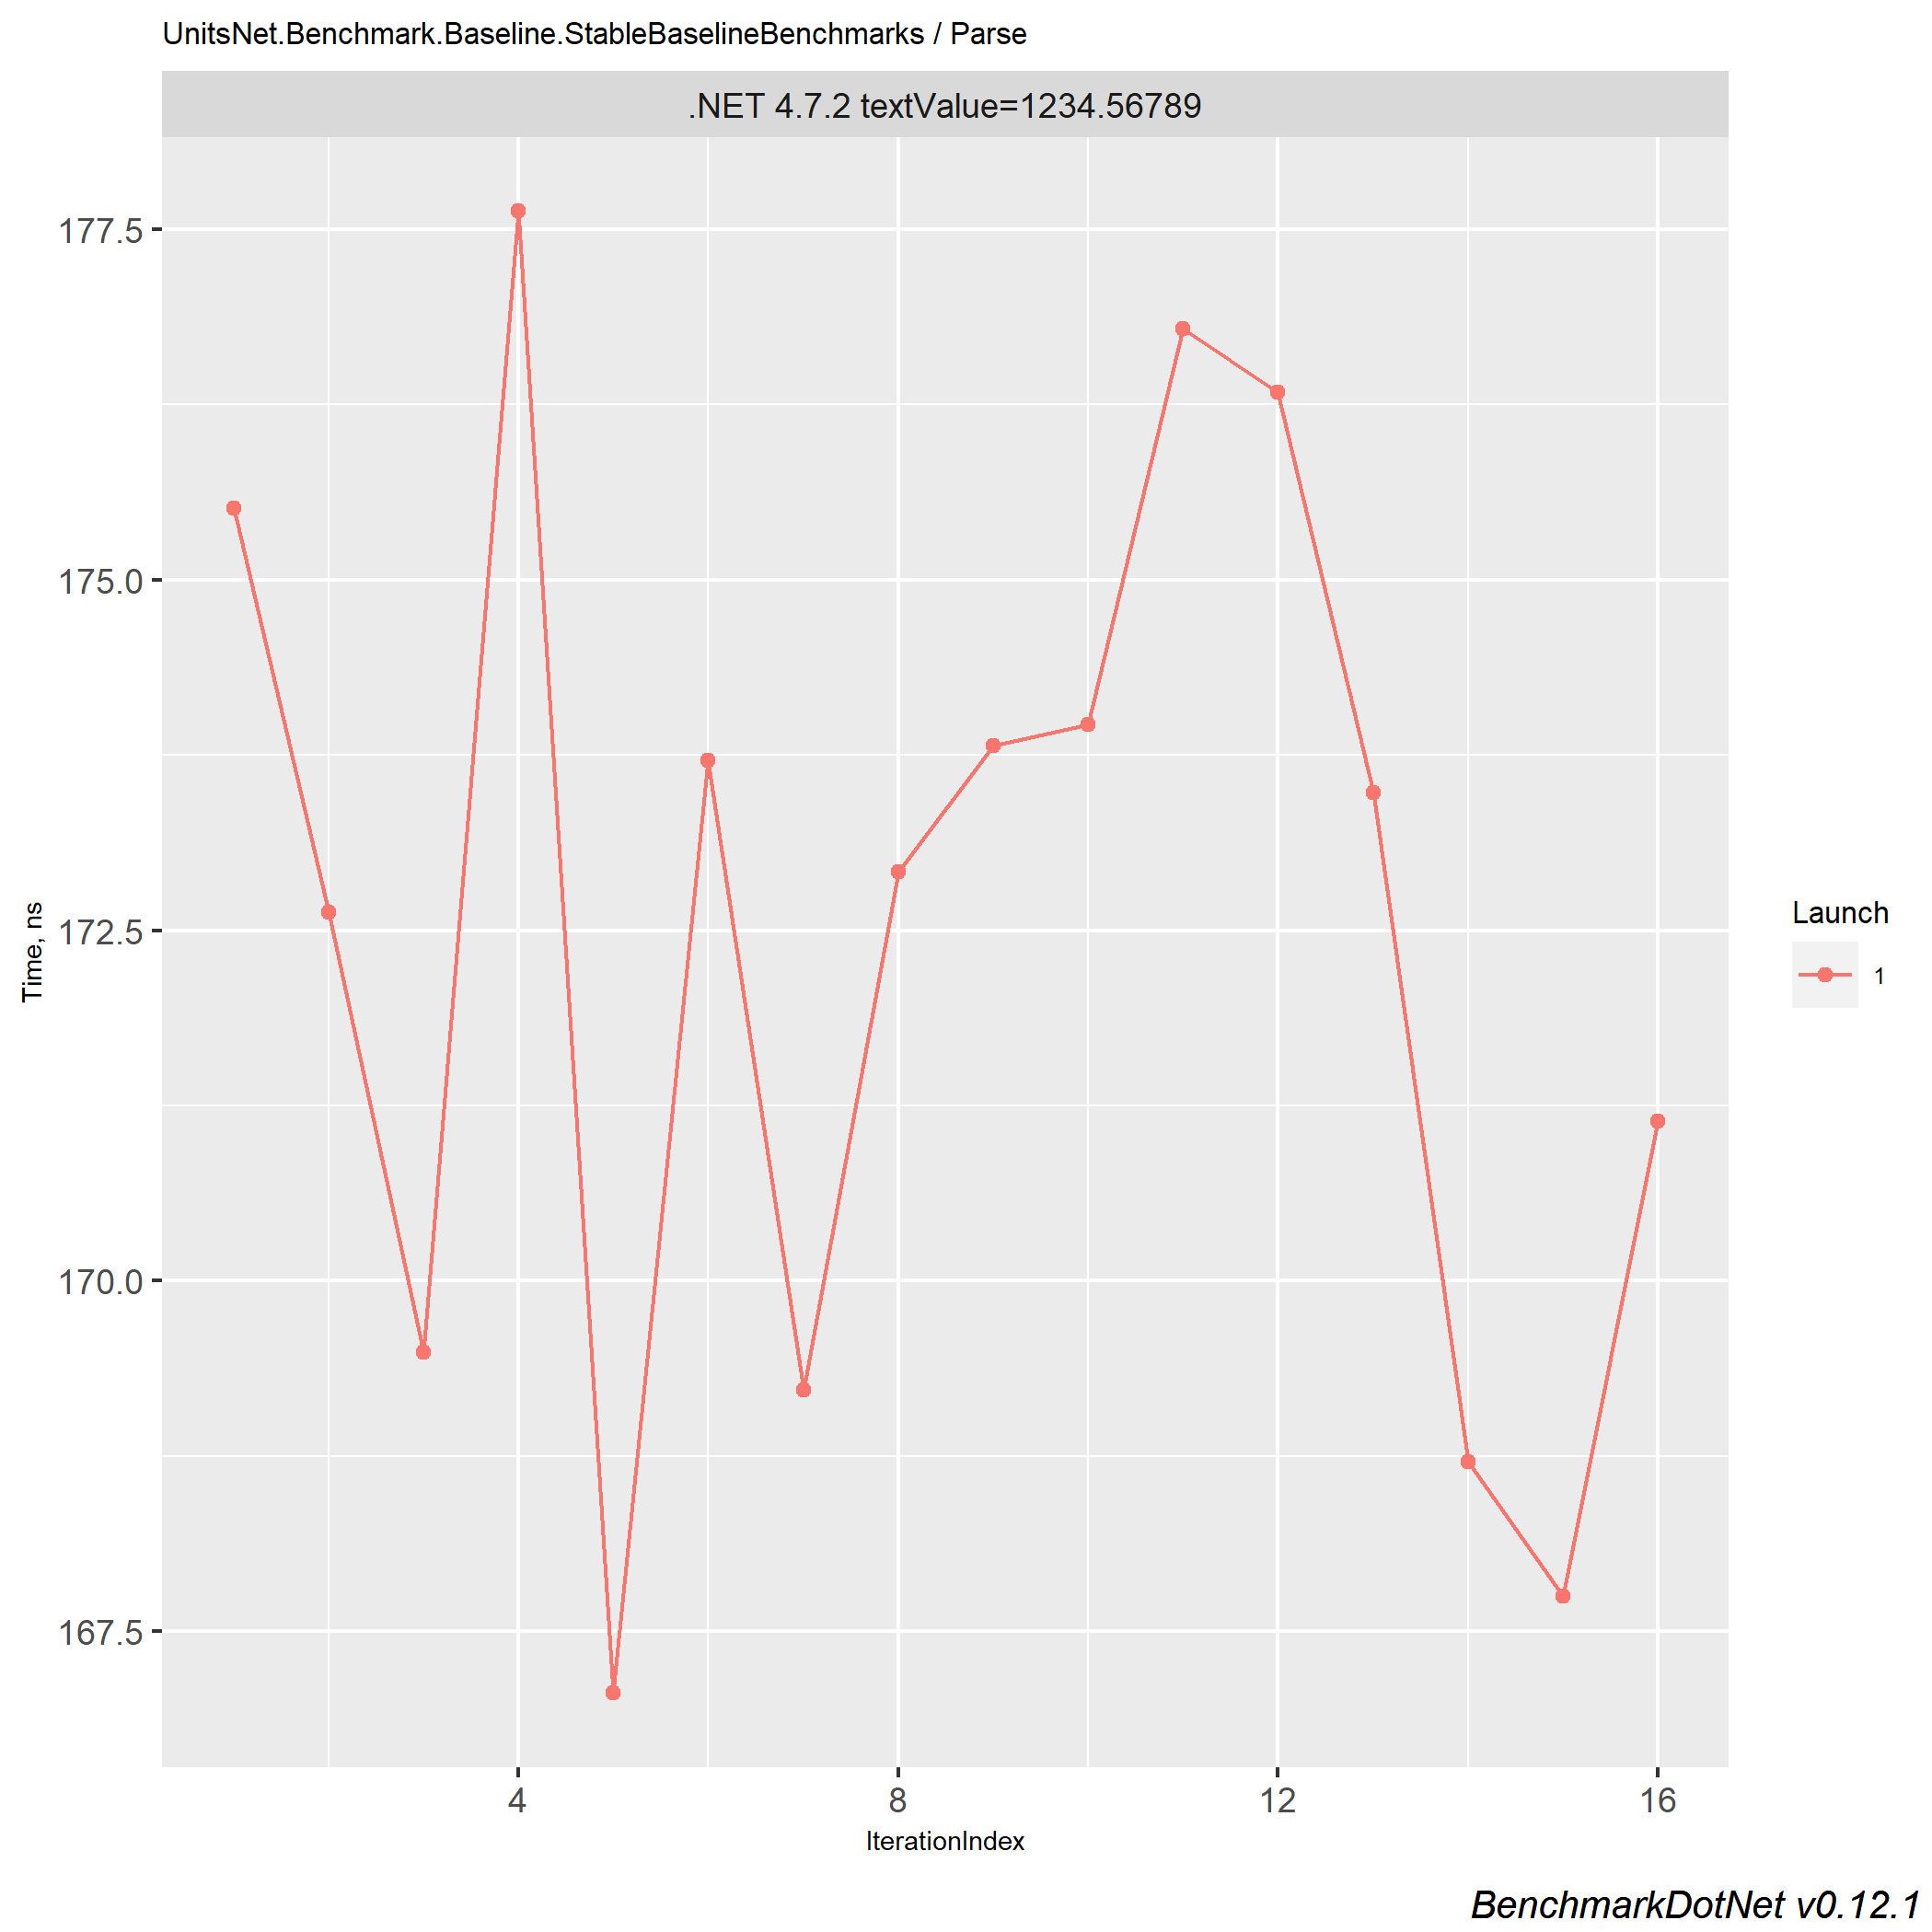 UnitsNet.Benchmark.Baseline.StableBaselineBenchmarks / Parse
.NET 4.7.2 textValue=1234.56789
177.5
175.0
172.5
170.0
167.5
Time, ns
4 8 12 16
IterationIndex
Launch
1
BenchmarkDotNet v0.12.1